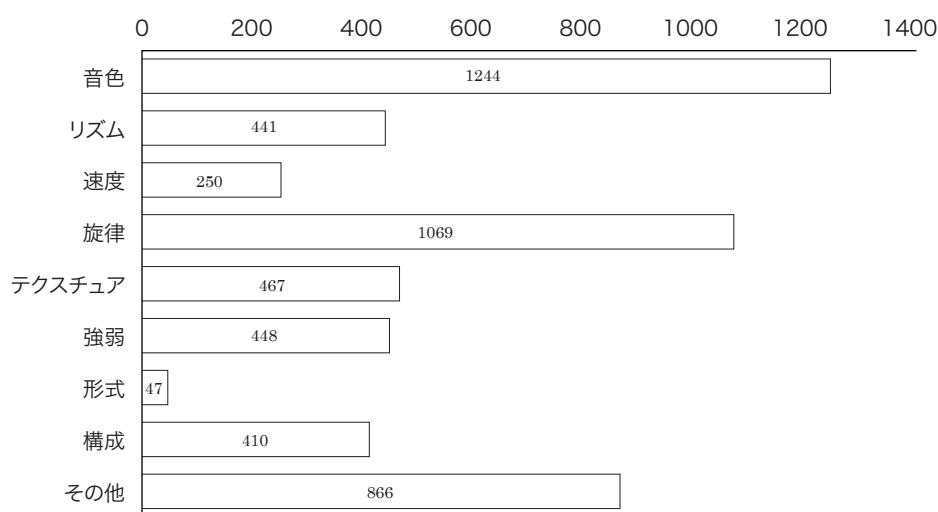 0 200 400 600 800 1000 1200 1400
音色 1244
リズム 441
速度 250
旋律 1069
テクスチュア 467
強弱 448
形式 47
構成 410
その他 866